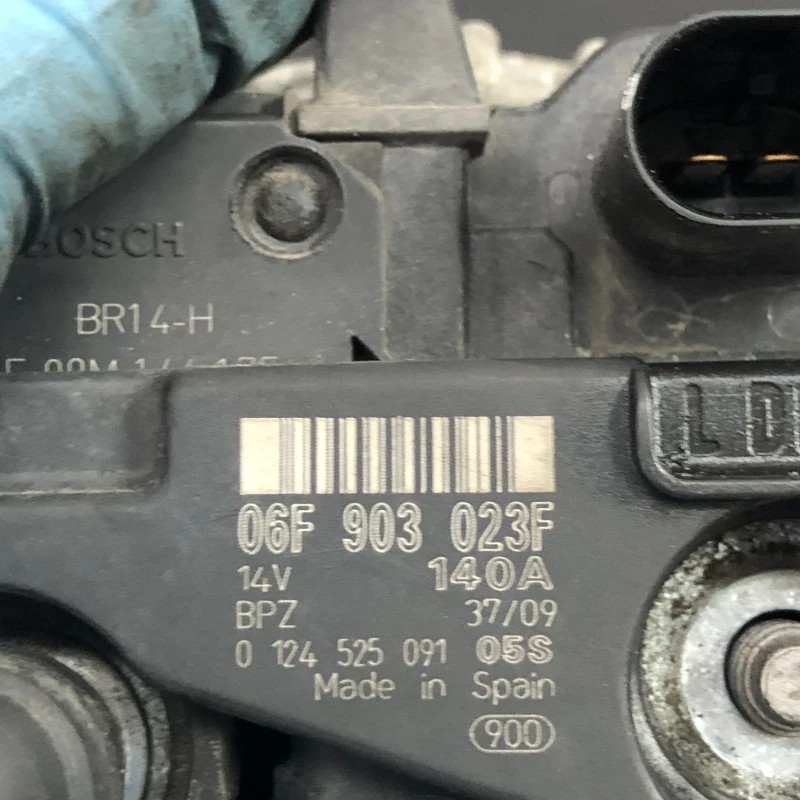 BOSCH
BR14-H
L D
06F 903 023F
14V 140A
BPZ 37/09
0 124 525 091 05S
Made in Spain
900